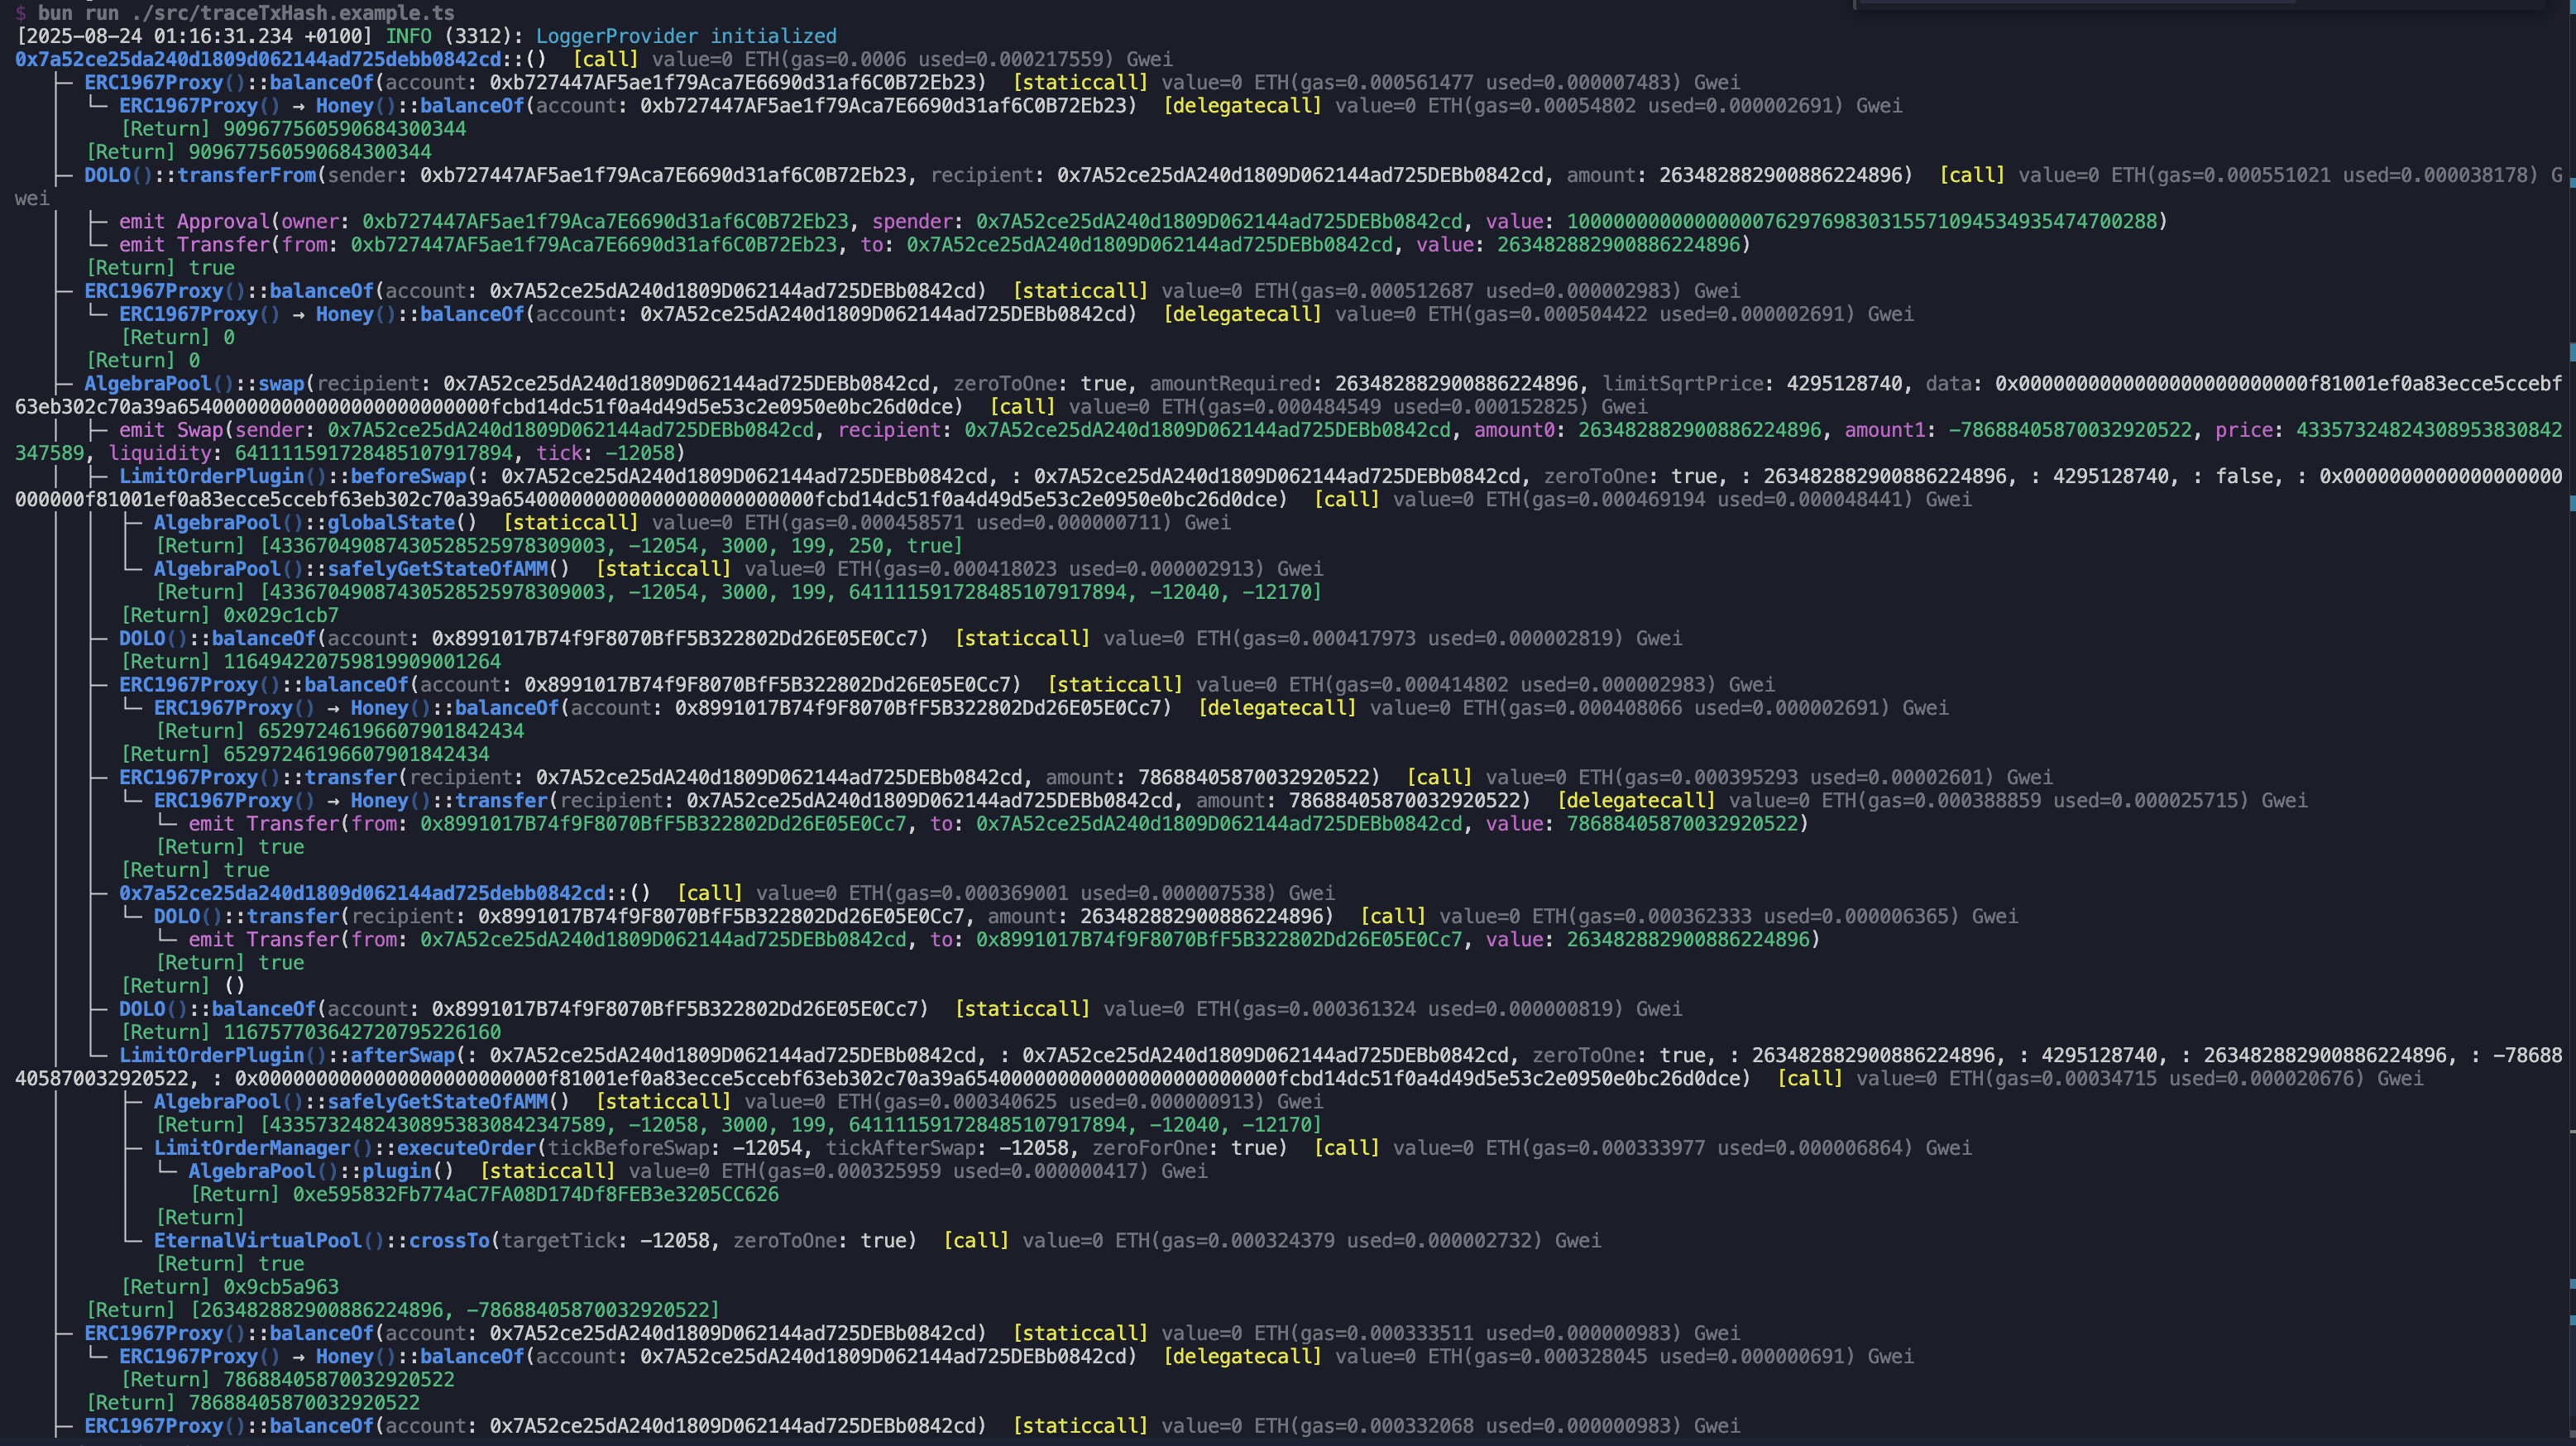 $ bun run ./src/traceTxHash.example.ts
[2025-08-24 01:16:31.234 +0100] INFO (3312): LoggerProvider initialized
0x7a52ce25da240d1809d062144ad725debb0842cd::()  [call] value=0 ETH(gas=0.0006 used=0.000217559) Gwei
├─ ERC1967Proxy()::balanceOf(account: 0xb727447AF5ae1f79Aca7E6690d31af6C0B72Eb23)  [staticcall] value=0 ETH(gas=0.000561477 used=0.000007483) Gwei
│  └─ ERC1967Proxy() → Honey()::balanceOf(account: 0xb727447AF5ae1f79Aca7E6690d31af6C0B72Eb23)  [delegatecall] value=0 ETH(gas=0.00054802 used=0.000002691) Gwei
│     [Return] 909677560590684300344
│  [Return] 909677560590684300344
├─ DOLO()::transferFrom(sender: 0xb727447AF5ae1f79Aca7E6690d31af6C0B72Eb23, recipient: 0x7A52ce25dA240d1809D062144ad725DEBb0842cd, amount: 263482882900886224896)  [call] value=0 ETH(gas=0.000551021 used=0.000038178) G
wei
│  ├─ emit Approval(owner: 0xb727447AF5ae1f79Aca7E6690d31af6C0B72Eb23, spender: 0x7A52ce25dA240d1809D062144ad725DEBb0842cd, value: 100000000000000000762976983031557109453493547470028​8)
│  └─ emit Transfer(from: 0xb727447AF5ae1f79Aca7E6690d31af6C0B72Eb23, to: 0x7A52ce25dA240d1809D062144ad725DEBb0842cd, value: 263482882900886224896)
│  [Return] true
├─ ERC1967Proxy()::balanceOf(account: 0x7A52ce25dA240d1809D062144ad725DEBb0842cd)  [staticcall] value=0 ETH(gas=0.000512687 used=0.000002983) Gwei
│  └─ ERC1967Proxy() → Honey()::balanceOf(account: 0x7A52ce25dA240d1809D062144ad725DEBb0842cd)  [delegatecall] value=0 ETH(gas=0.000504422 used=0.000002691) Gwei
│     [Return] 0
│  [Return] 0
├─ AlgebraPool()::swap(recipient: 0x7A52ce25dA240d1809D062144ad725DEBb0842cd, zeroToOne: true, amountRequired: 263482882900886224896, limitSqrtPrice: 4295128740, data: 0x000000000000000000000000f81001ef0a83ecce5ccebf
63eb302c70a39a654000000000000000000000000fcbd14dc51f0a4d49d5e53c2e0950e0bc26d0dce)  [call] value=0 ETH(gas=0.000484549 used=0.000152825) Gwei
│  ├─ emit Swap(sender: 0x7A52ce25dA240d1809D062144ad725DEBb0842cd, recipient: 0x7A52ce25dA240d1809D062144ad725DEBb0842cd, amount0: 263482882900886224896, amount1: -78688405870032920522, price: 43357324824308953830842
347589, liquidity: 641111591728485107917894, tick: -12058)
│  ├─ LimitOrderPlugin()::beforeSwap(: 0x7A52ce25dA240d1809D062144ad725DEBb0842cd, : 0x7A52ce25dA240d1809D062144ad725DEBb0842cd, zeroToOne: true, : 263482882900886224896, : 4295128740, : false, : 0x000000000000000000
000000f81001ef0a83ecce5ccebf63eb302c70a39a654000000000000000000000000fcbd14dc51f0a4d49d5e53c2e0950e0bc26d0dce)  [call] value=0 ETH(gas=0.000469194 used=0.000048441) Gwei
│  │  ├─ AlgebraPool()::globalState()  [staticcall] value=0 ETH(gas=0.000458571 used=0.000000711) Gwei
│  │  │  [Return] [43367049087430528525978309003, -12054, 3000, 199, 250, true]
│  │  └─ AlgebraPool()::safelyGetStateOfAMM()  [staticcall] value=0 ETH(gas=0.000418023 used=0.000002913) Gwei
│  │     [Return] [43367049087430528525978309003, -12054, 3000, 199, 641111591728485107917894, -12040, -12170]
│  │  [Return] 0x029c1cb7
│  ├─ DOLO()::balanceOf(account: 0x8991017B74f9F8070BfF5B322802Dd26E05E0Cc7)  [staticcall] value=0 ETH(gas=0.000417973 used=0.000002819) Gwei
│  │  [Return] 116494220759819909001264
│  ├─ ERC1967Proxy()::balanceOf(account: 0x8991017B74f9F8070BfF5B322802Dd26E05E0Cc7)  [staticcall] value=0 ETH(gas=0.000414802 used=0.000002983) Gwei
│  │  └─ ERC1967Proxy() → Honey()::balanceOf(account: 0x8991017B74f9F8070BfF5B322802Dd26E05E0Cc7)  [delegatecall] value=0 ETH(gas=0.000408066 used=0.000002691) Gwei
│  │     [Return] 65297246196607901842434
│  │  [Return] 65297246196607901842434
│  ├─ ERC1967Proxy()::transfer(recipient: 0x7A52ce25dA240d1809D062144ad725DEBb0842cd, amount: 78688405870032920522)  [call] value=0 ETH(gas=0.000395293 used=0.00002601) Gwei
│  │  └─ ERC1967Proxy() → Honey()::transfer(recipient: 0x7A52ce25dA240d1809D062144ad725DEBb0842cd, amount: 78688405870032920522)  [delegatecall] value=0 ETH(gas=0.000388859 used=0.000025715) Gwei
│  │     └─ emit Transfer(from: 0x8991017B74f9F8070BfF5B322802Dd26E05E0Cc7, to: 0x7A52ce25dA240d1809D062144ad725DEBb0842cd, value: 78688405870032920522)
│  │     [Return] true
│  │  [Return] true
│  ├─ 0x7a52ce25da240d1809d062144ad725debb0842cd::()  [call] value=0 ETH(gas=0.000369001 used=0.000007538) Gwei
│  │  └─ DOLO()::transfer(recipient: 0x8991017B74f9F8070BfF5B322802Dd26E05E0Cc7, amount: 263482882900886224896)  [call] value=0 ETH(gas=0.000362333 used=0.000006365) Gwei
│  │     └─ emit Transfer(from: 0x7A52ce25dA240d1809D062144ad725DEBb0842cd, to: 0x8991017B74f9F8070BfF5B322802Dd26E05E0Cc7, value: 263482882900886224896)
│  │     [Return] true
│  │  [Return] ()
│  ├─ DOLO()::balanceOf(account: 0x8991017B74f9F8070BfF5B322802Dd26E05E0Cc7)  [staticcall] value=0 ETH(gas=0.000361324 used=0.000000819) Gwei
│  │  [Return] 116757703642720795226160
│  └─ LimitOrderPlugin()::afterSwap(: 0x7A52ce25dA240d1809D062144ad725DEBb0842cd, : 0x7A52ce25dA240d1809D062144ad725DEBb0842cd, zeroToOne: true, : 263482882900886224896, : 4295128740, : 263482882900886224896, : -78688
405870032920522, : 0x000000000000000000000000f81001ef0a83ecce5ccebf63eb302c70a39a654000000000000000000000000fcbd14dc51f0a4d49d5e53c2e0950e0bc26d0dce)  [call] value=0 ETH(gas=0.00034715 used=0.000020676) Gwei
│     ├─ AlgebraPool()::safelyGetStateOfAMM()  [staticcall] value=0 ETH(gas=0.000340625 used=0.000000913) Gwei
│     │  [Return] [43357324824308953830842347589, -12058, 3000, 199, 641111591728485107917894, -12040, -12170]
│     ├─ LimitOrderManager()::executeOrder(tickBeforeSwap: -12054, tickAfterSwap: -12058, zeroForOne: true)  [call] value=0 ETH(gas=0.000333977 used=0.000006864) Gwei
│     │  └─ AlgebraPool()::plugin()  [staticcall] value=0 ETH(gas=0.000325959 used=0.000000417) Gwei
│     │     [Return] 0xe595832Fb774aC7FA08D174Df8FEB3e3205CC626
│     │  [Return]
│     └─ EternalVirtualPool()::crossTo(targetTick: -12058, zeroToOne: true)  [call] value=0 ETH(gas=0.000324379 used=0.000002732) Gwei
│        [Return] true
│     [Return] 0x9cb5a963
│  [Return] [263482882900886224896, -78688405870032920522]
├─ ERC1967Proxy()::balanceOf(account: 0x7A52ce25dA240d1809D062144ad725DEBb0842cd)  [staticcall] value=0 ETH(gas=0.000333511 used=0.000000983) Gwei
│  └─ ERC1967Proxy() → Honey()::balanceOf(account: 0x7A52ce25dA240d1809D062144ad725DEBb0842cd)  [delegatecall] value=0 ETH(gas=0.000328045 used=0.000000691) Gwei
│     [Return] 78688405870032920522
│  [Return] 78688405870032920522
├─ ERC1967Proxy()::balanceOf(account: 0x7A52ce25dA240d1809D062144ad725DEBb0842cd)  [staticcall] value=0 ETH(gas=0.000332068 used=0.000000983) Gwei